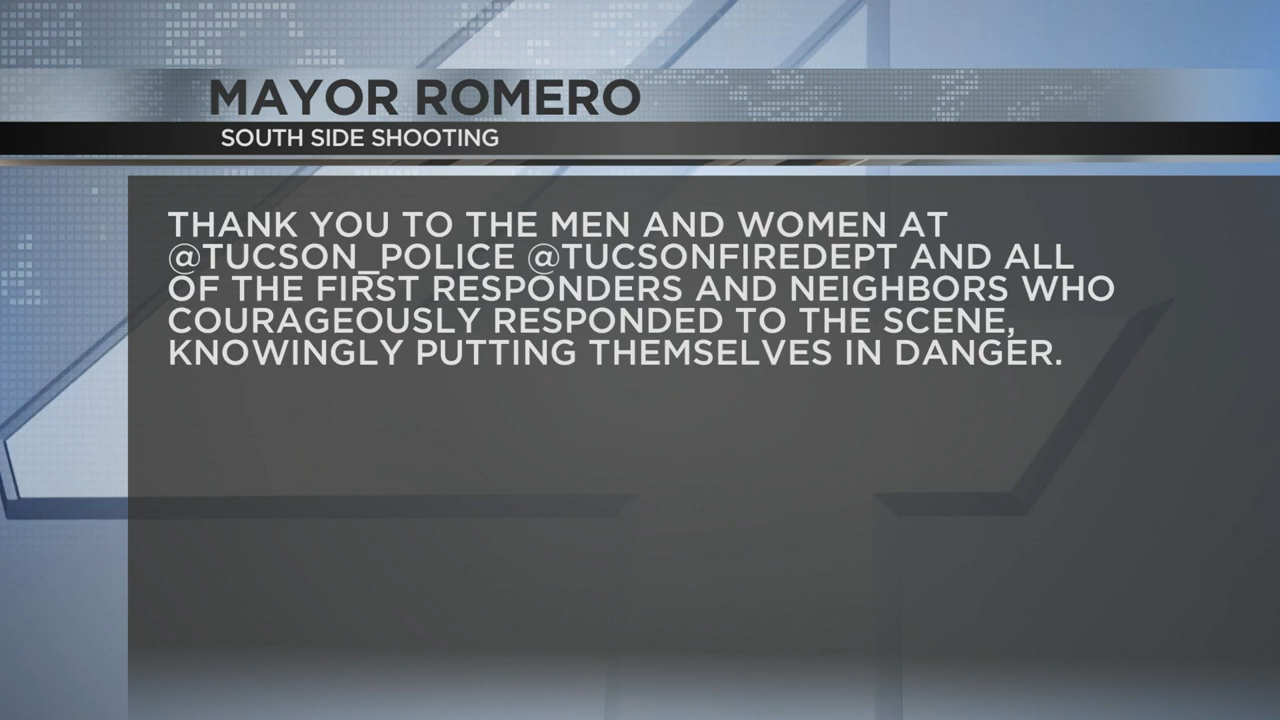 MAYOR ROMERO
SOUTH SIDE SHOOTING
THANK YOU TO THE MEN AND WOMEN AT
@TUCSON_POLICE @TUCSONFIREDEPT AND ALL
OF THE FIRST RESPONDERS AND NEIGHBORS WHO
COURAGEOUSLY RESPONDED TO THE SCENE,
KNOWINGLY PUTTING THEMSELVES IN DANGER.